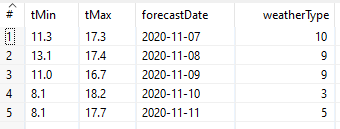 # tMin tMax forecastDate weatherType
1 11.3 17.3 2020-11-07 10
2 13.1 17.4 2020-11-08 9
3 11.0 16.7 2020-11-09 9
4 8.1 18.2 2020-11-10 3
5 8.1 17.7 2020-11-11 5